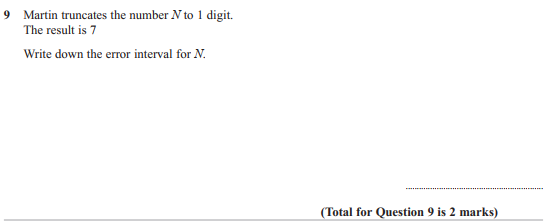 9 Martin truncates the number N to 1 digit.
The result is 7
Write down the error interval for N.
(Total for Question 9 is 2 marks)